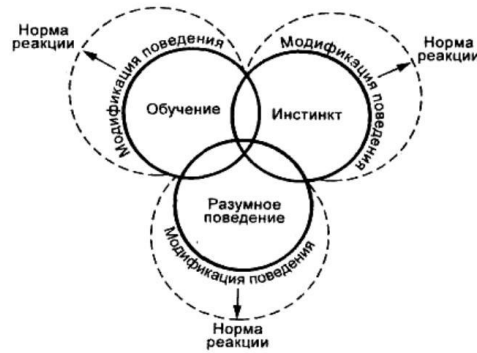 Норма
реакции
Модификация поведения
Обучение
Модификация поведения
Инстинкт
Норма
реакции
Разумное
поведение
Модификация поведения
Норма
реакции